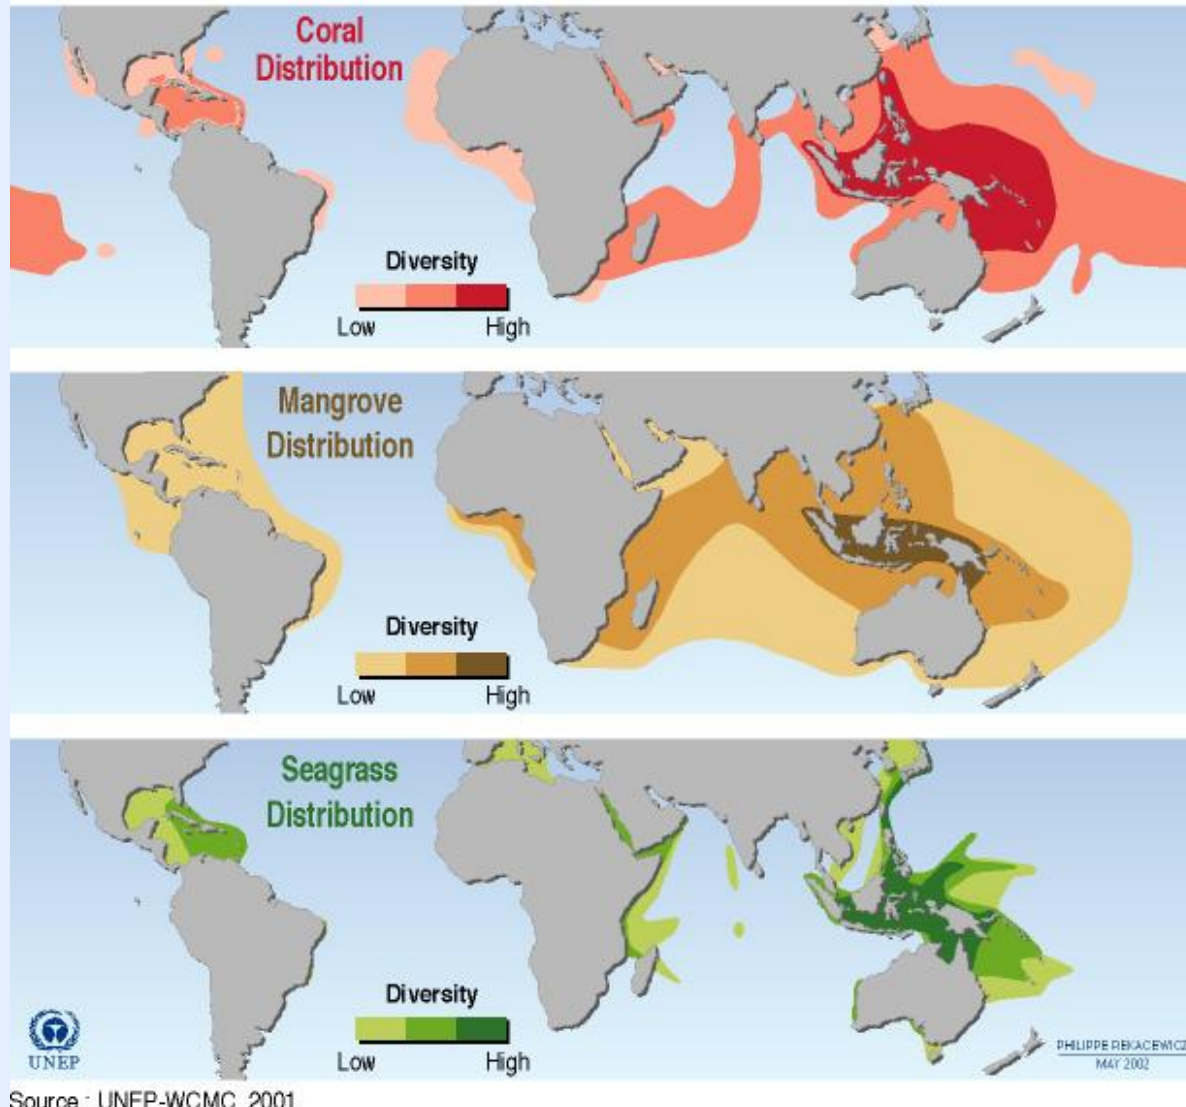 Coral
Distribution
Diversity
Low High
Mangrove
Distribution
Diversity
Low High
Seagrass
Distribution
Diversity
Low High
UNEP
PHILIPPE REKACEWICZ
MAY 2002
Source : UNEP-WCMC, 2001.